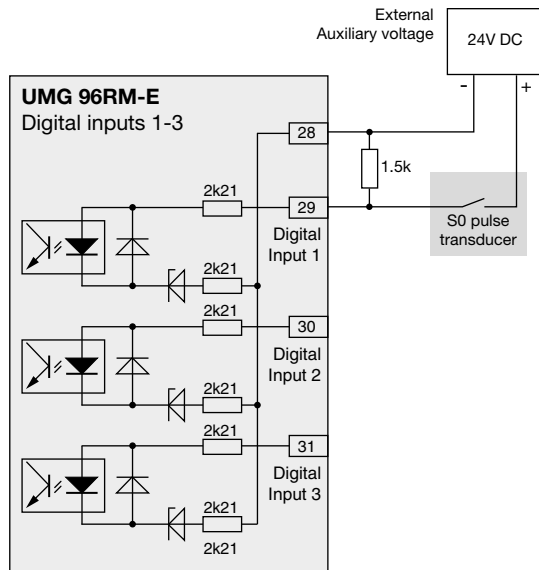 External
Auxiliary voltage
24V DC
-
+
UMG 96RM-E
Digital inputs 1-3
28
1.5k
2k21
29
S0 pulse
transducer
Digital
Input 1
2k21
2k21
30
Digital
Input 2
2k21
2k21
31
Digital
Input 3
2k21